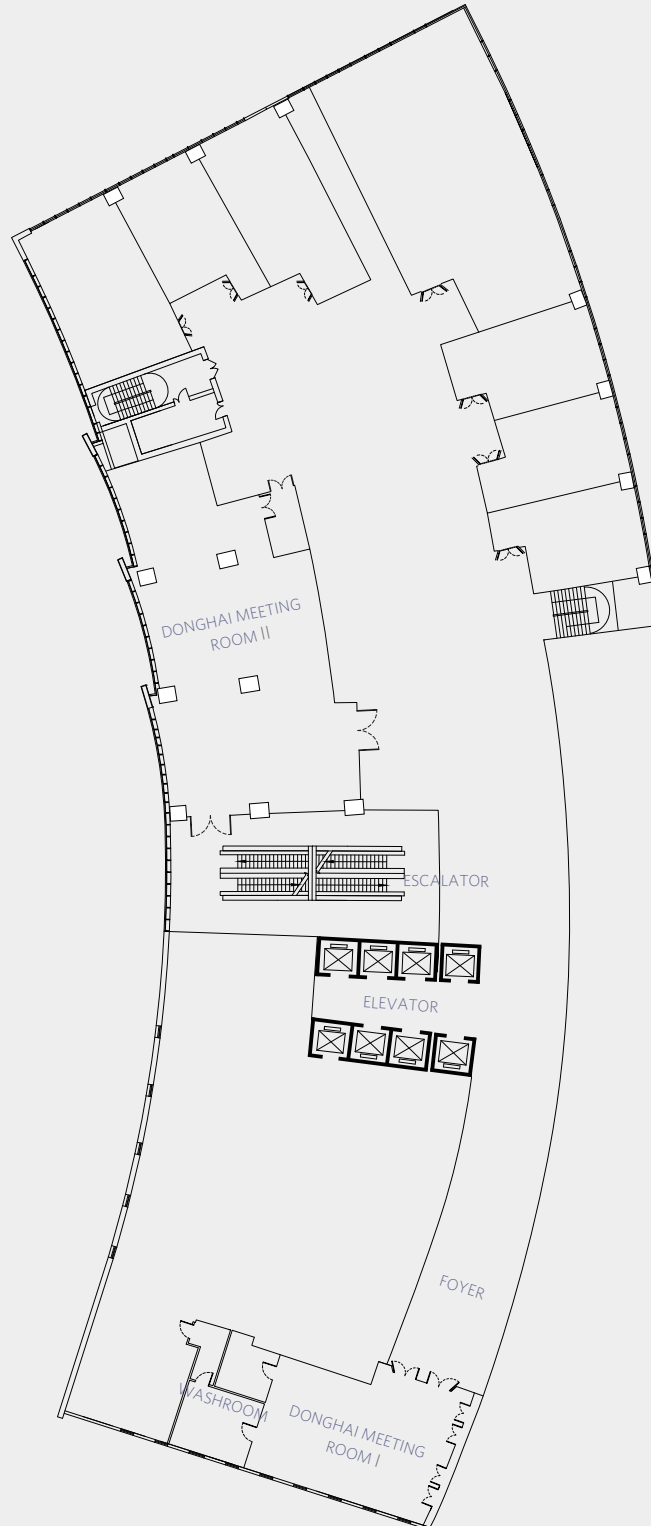 DONGHAI MEETING
ROOM II
ESCALATOR
ELEVATOR
FOYER
WASHROOM
DONGHAI MEETING
ROOM I